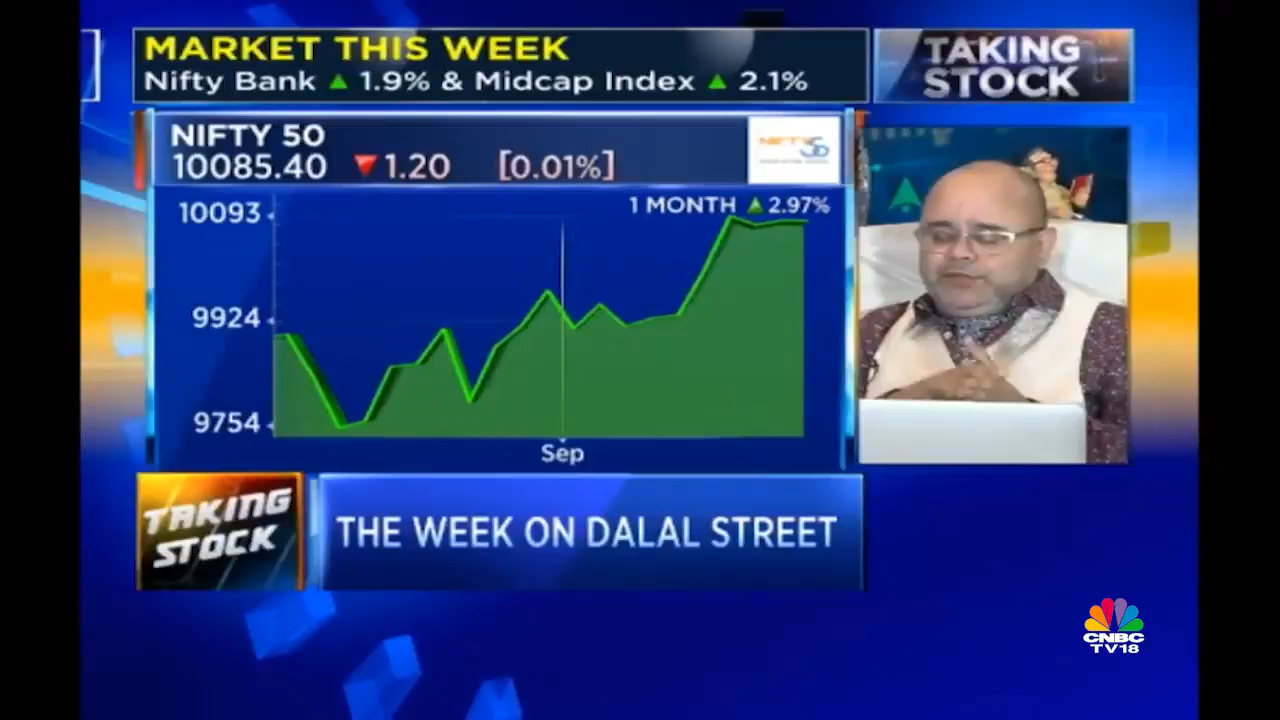 MARKET THIS WEEK
Nifty Bank ▲ 1.9% & Midcap Index ▲ 2.1%
TAKING
STOCK
NIFTY 50
10085.40 ▼ 1.20 [0.01%]
NIFTY 50
1 MONTH ▲ 2.97%
10093
9924
9754
Sep
TAKING
STOCK
THE WEEK ON DALAL STREET
CNBC
TV18